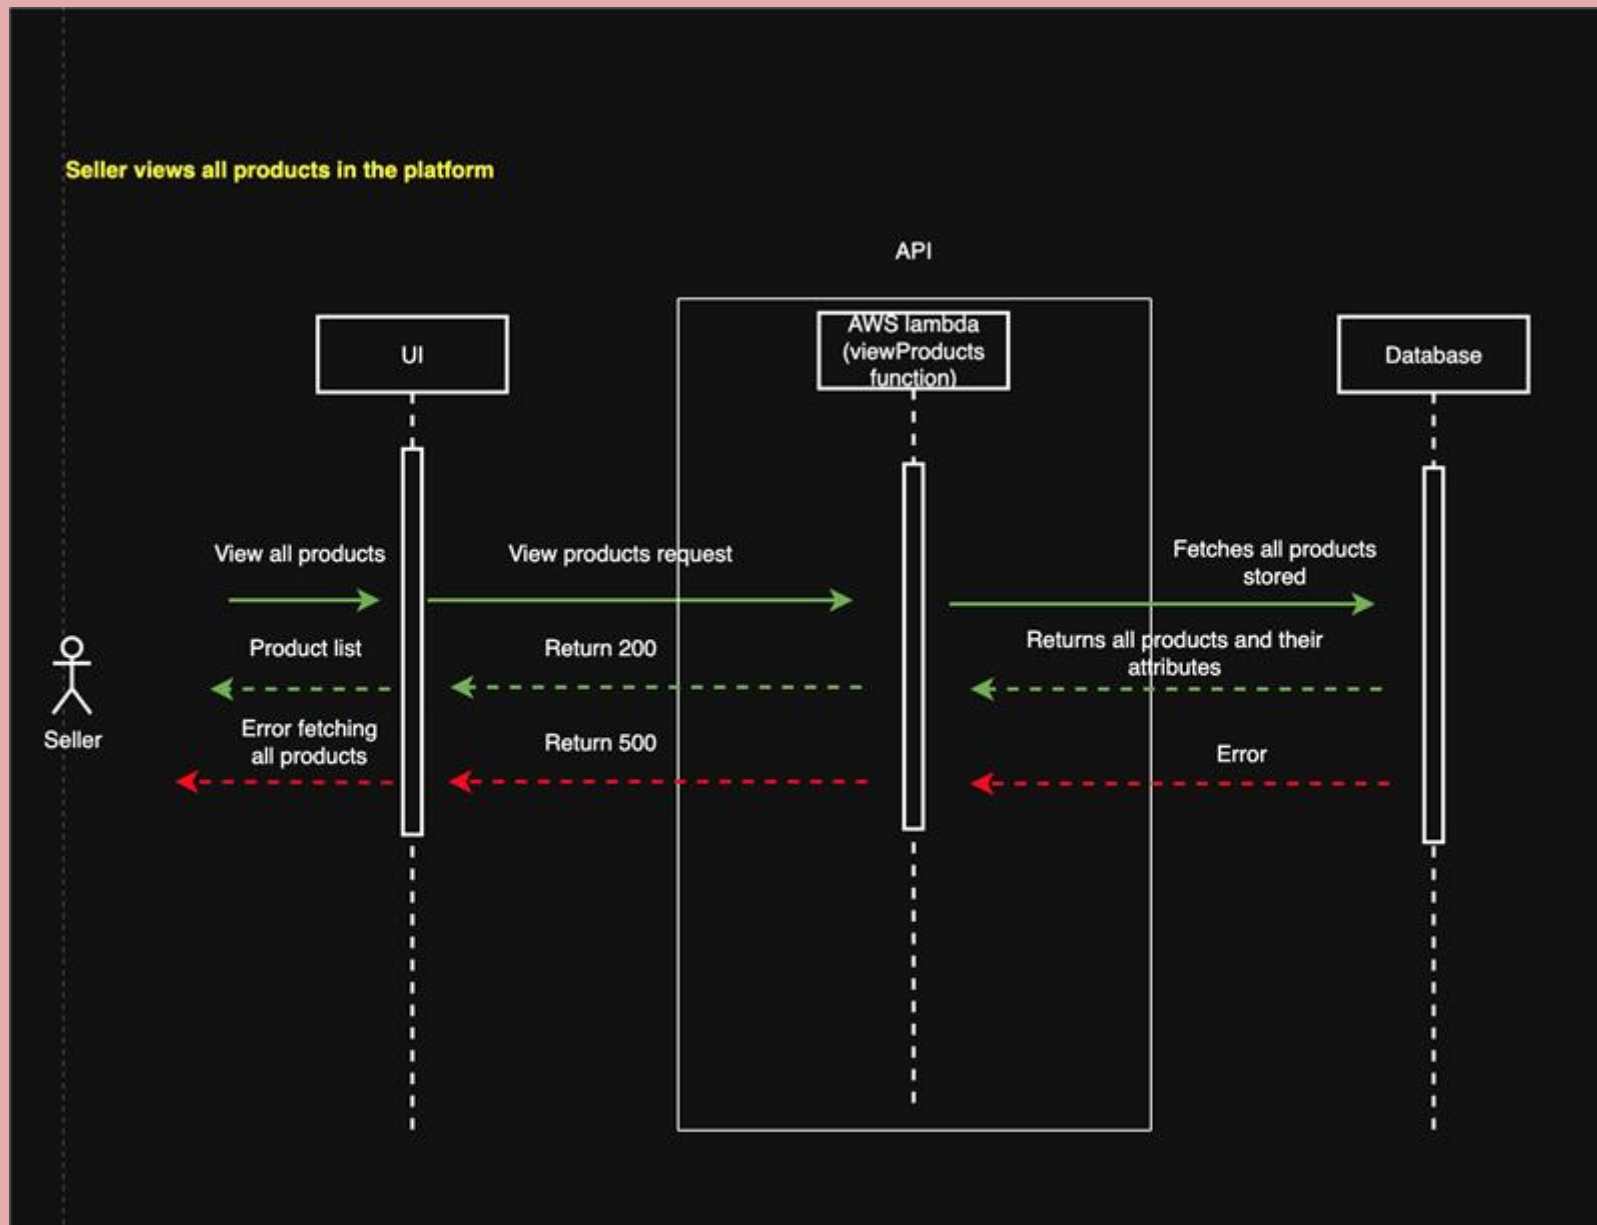 Seller views all products in the platform
API
UI
AWS lambda
(viewProducts
function)
Database
View all products
View products request
Fetches all products
stored
Product list
Return 200
Returns all products and their
attributes
Seller
Error fetching
all products
Return 500
Error